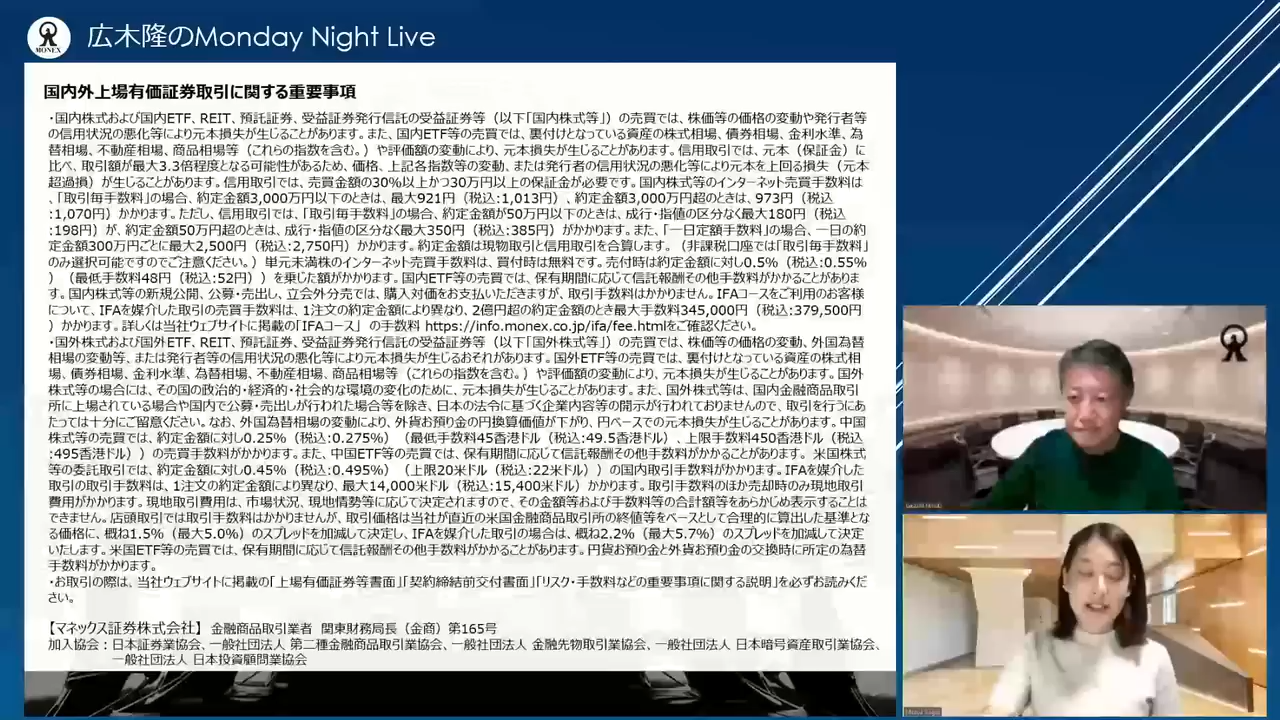 MONEX
広木隆のMonday Night Live
国内外上場有価証券取引に関する重要事項
・国内株式および国内ETF、REIT、預託証券、受益証券発行信託の受益証券等（以下「国内株式等」）の売買では、株価等の価格の変動や発行者等
の信用状況の悪化等により元本損失が生じることがあります。また、国内ETF等の売買では、裏付けとなっている資産の株式相場、債券相場、金利水準、為
替相場、不動産相場、商品相場等（これらの指数を含む。）や評価額の変動により、元本損失が生じることがあります。信用取引では、元本（保証金）に
比べ、取引額が最大3.3倍程度となる可能性があるため、価格、上記各指数等の変動、または発行者の信用状況の悪化等により元本を上回る損失（元本
超過損）が生じることがあります。信用取引では、売買金額の30%以上かつ30万円以上の保証金が必要です。国内株式等のインターネット売買手数料は
、「取引毎手数料」の場合、約定金額3,000万円以下のときは、最大921円（税込:1,013円）、約定金額3,000万円超のときは、973円（税込
:1,070円）かかります。ただし、信用取引では、「取引毎手数料」の場合、約定金額が50万円以下のときは、成行・指値の区分なく最大180円（税込
:198円）が、約定金額50万円超のときは、成行・指値の区分なく最大350円（税込:385円）がかかります。また、「一日定額手数料」の場合、一日の約
定金額300万円ごとに最大2,500円（税込:2,750円）かかります。約定金額は現物取引と信用取引を合算します。（非課税口座では「取引毎手数料」
のみ選択可能ですのでご注意ください。）単元未満株のインターネット売買手数料は、買付時は無料です。売付時は約定金額に対し0.5%（税込:0.55%
）（最低手数料48円（税込:52円））を乗じた額がかかります。国内ETF等の売買では、保有期間に応じて信託報酬その他手数料がかかることがありま
す。国内株式等の新規公開、公募・売出し、立会外分売では、購入対価をお支払いただきますが、取引手数料はかかりません。IFAコースをご利用のお客様
について、IFAを媒介した取引の売買手数料は、1注文の約定金額により異なり、2億円超の約定金額のとき最大手数料345,000円（税込:379,500円
）かかります。詳しくは当社ウェブサイトに掲載の「IFAコース」の手数料 https://info.monex.co.jp/ifa/fee.htmlをご確認ください。
・国外株式および国外ETF、REIT、預託証券、受益証券発行信託の受益証券等（以下「国外株式等」）の売買では、株価等の価格の変動、外国為替
相場の変動等、または発行者等の信用状況の悪化等により元本損失が生じるおそれがあります。国外ETF等の売買では、裏付けとなっている資産の株式相
場、債券相場、金利水準、為替相場、不動産相場、商品相場等（これらの指数を含む。）や評価額の変動により、元本損失が生じることがあります。国外
株式等の場合には、その国の政治的・経済的・社会的な環境の変化のために、元本損失が生じることがあります。また、国外株式等は、国内金融商品取引
所に上場されている場合や国内で公募・売出しが行われた場合等を除き、日本の法令に基づく企業内容等の開示が行われておりませんので、取引を行うにあ
たっては十分にご留意ください。なお、外国為替相場の変動により、外貨お預り金の円換算価値が下がり、円ベースでの元本損失が生じることがあります。中国
株式等の売買では、約定金額に対し0.25%（税込:0.275%）（最低手数料45香港ドル（税込:49.5香港ドル）、上限手数料450香港ドル（税込
:495香港ドル））の売買手数料がかかります。また、中国ETF等の売買では、保有期間に応じて信託報酬その他手数料がかかることがあります。米国株式
等の委託取引では、約定金額に対し0.45%（税込:0.495%）（上限20米ドル（税込:22米ドル））の国内取引手数料がかかります。IFAを媒介した
取引の取引手数料は、1注文の約定金額により異なり、最大14,000米ドル（税込:15,400米ドル）かかります。取引手数料のほか売却時のみ現地取引
費用がかかります。現地取引費用は、市場状況、現地情勢等に応じて決定されますので、その金額等および手数料等の合計額等をあらかじめ表示することは
できません。店頭取引では取引手数料はかかりませんが、取引価格は当社が直近の米国金融商品取引所の終値等をベースとして合理的に算出した基準とな
る価格に、概ね1.5%（最大5.0%）のスプレッドを加減して決定し、IFAを媒介した取引の場合は、概ね2.2%（最大5.7%）のスプレッドを加減して決定
いたします。米国ETF等の売買では、保有期間に応じて信託報酬その他手数料がかかることがあります。円貨お預り金と外貨お預り金の交換時に所定の為替
手数料がかかります。
・お取引の際は、当社ウェブサイトに掲載の「上場有価証券等書面」「契約締結前交付書面」「リスク・手数料などの重要事項に関する説明」を必ずお読みくだ
さい。
【マネックス証券株式会社】 金融商品取引業者 関東財務局長（金商）第165号
加入協会：日本証券業協会、一般社団法人 第二種金融商品取引業協会、一般社団法人 金融先物取引業協会、一般社団法人 日本暗号資産取引業協会、
一般社団法人 日本投資顧問業協会